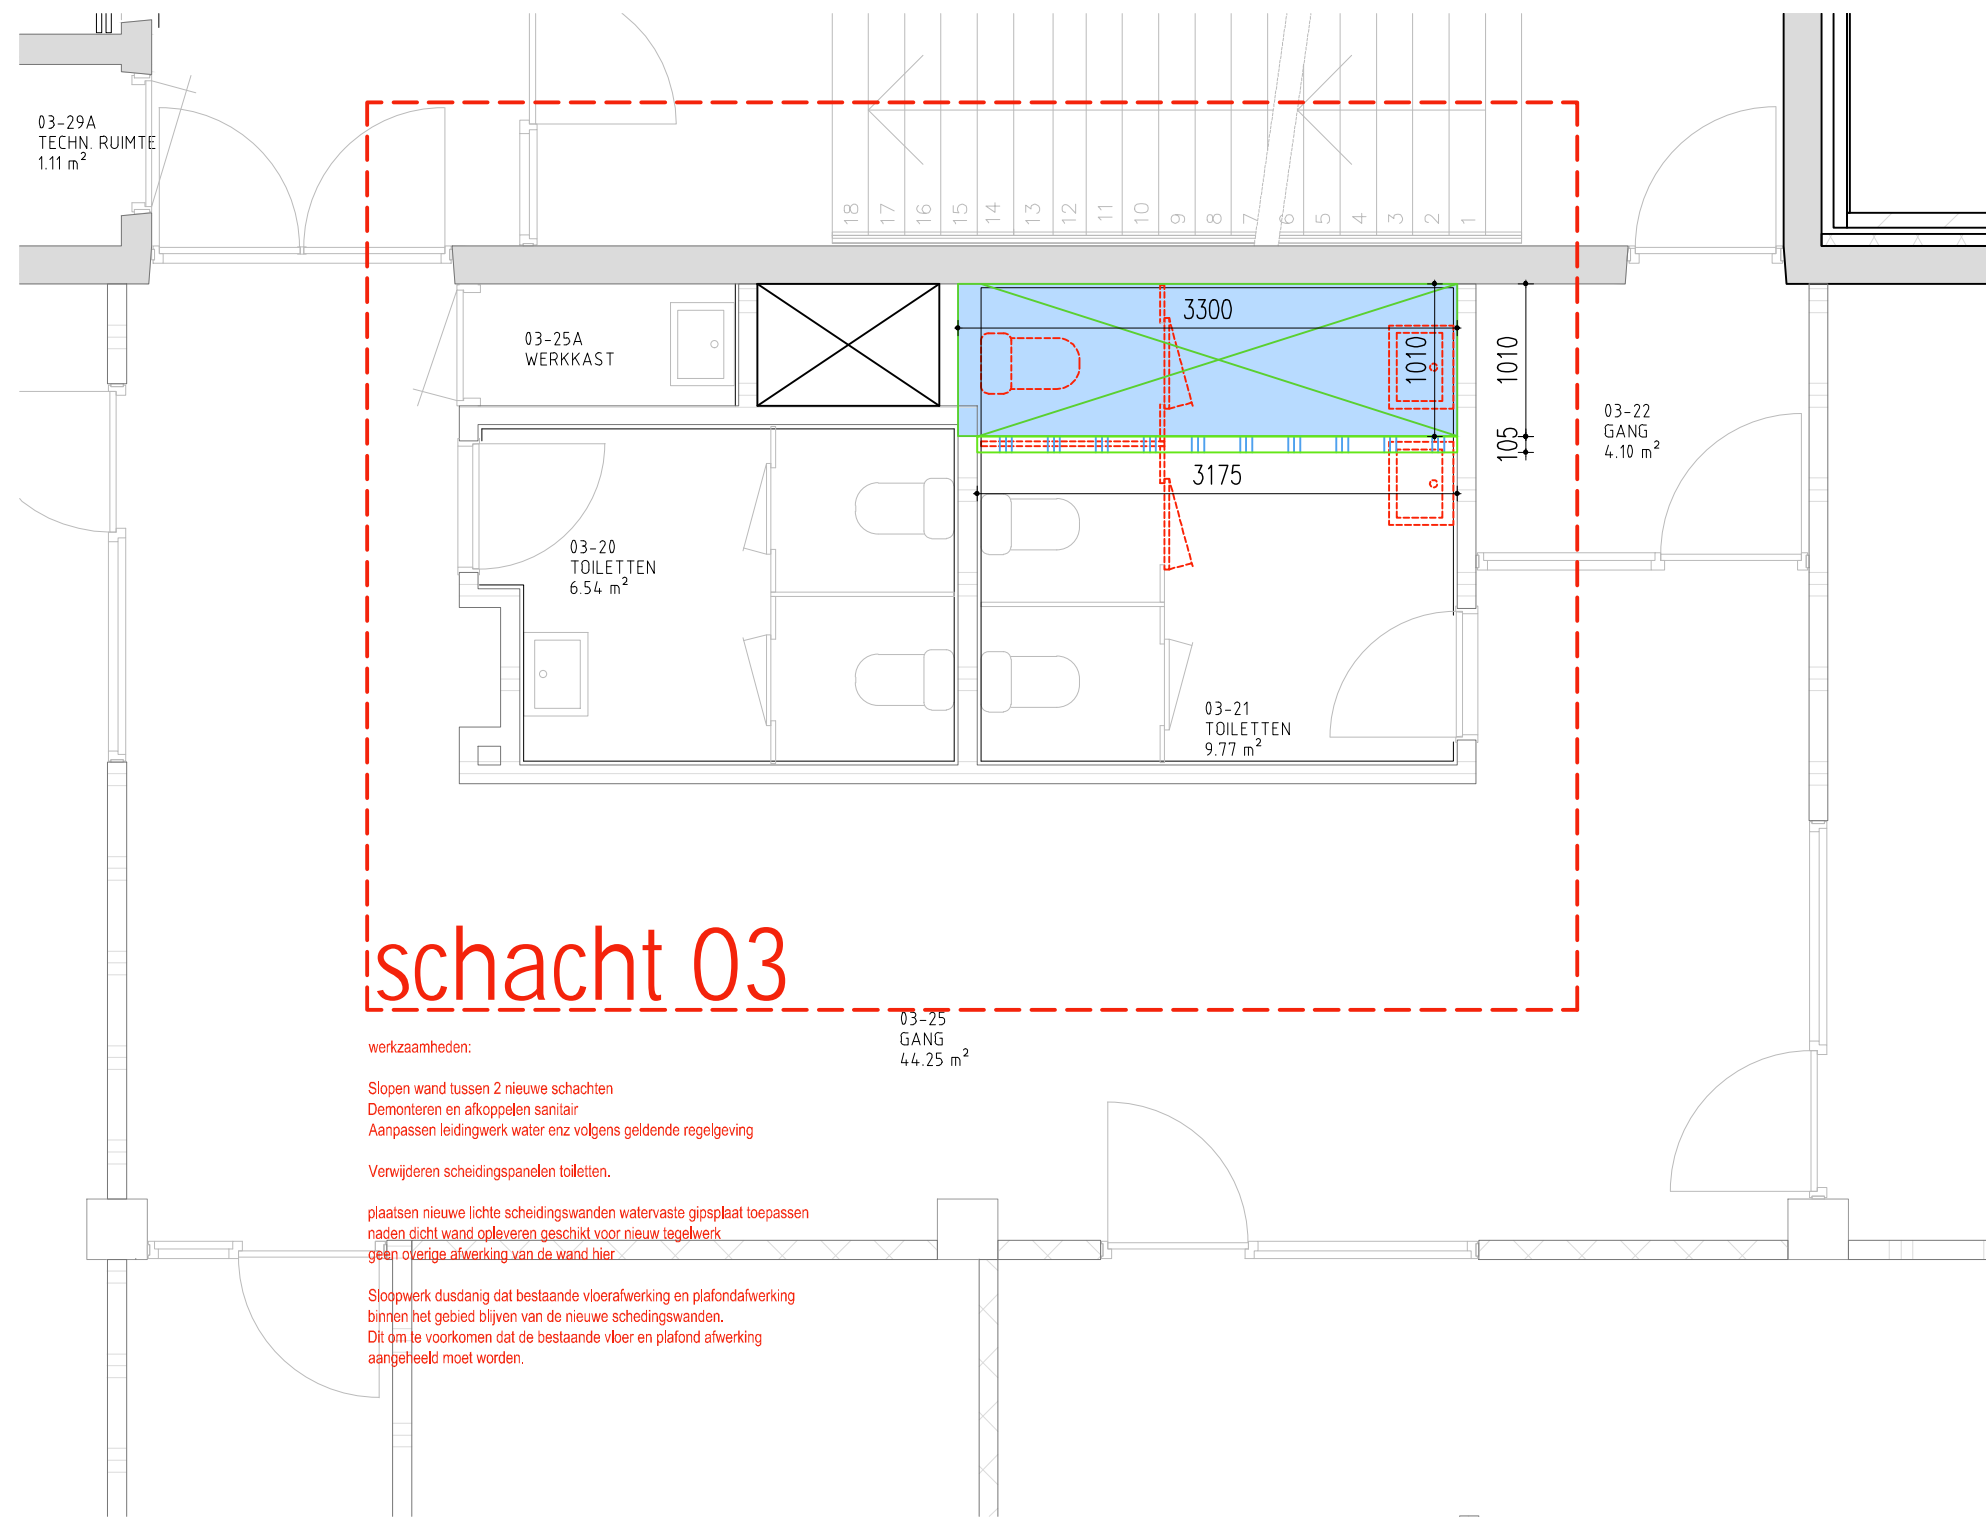 18
17
16
15
14
13
12
11
10
9
8
7
6
5
4
3
2
1
03-29A
TECHN. RUIMTE
1.11 m²
03-25A
WERKKAST
3300
1010
1010
105
3175
03-22
GANG
4.10 m²
03-20
TOILETTEN
6.54 m²
03-21
TOILETTEN
9.77 m²
schacht 03
03-25
GANG
44.25 m²
werkzaamheden:
Slopen wand tussen 2 nieuwe schachten
Demonteren en afkoppelen sanitair
Aanpassen leidingwerk water enz volgens geldende regelgeving
Verwijderen scheidingspanelen toiletten.
plaatsen nieuwe lichte scheidingswanden watervaste gipsplaat toepassen
naden dicht wand opleveren geschikt voor nieuw tegelwerk
geen overige afwerking van de wand hier
Sloopwerk dusdanig dat bestaande vloerafwerking en plafondafwerking
binnen het gebied blijven van de nieuwe schedingswanden.
Dit om te voorkomen dat de bestaande vloer en plafond afwerking
aangeheeld moet worden.